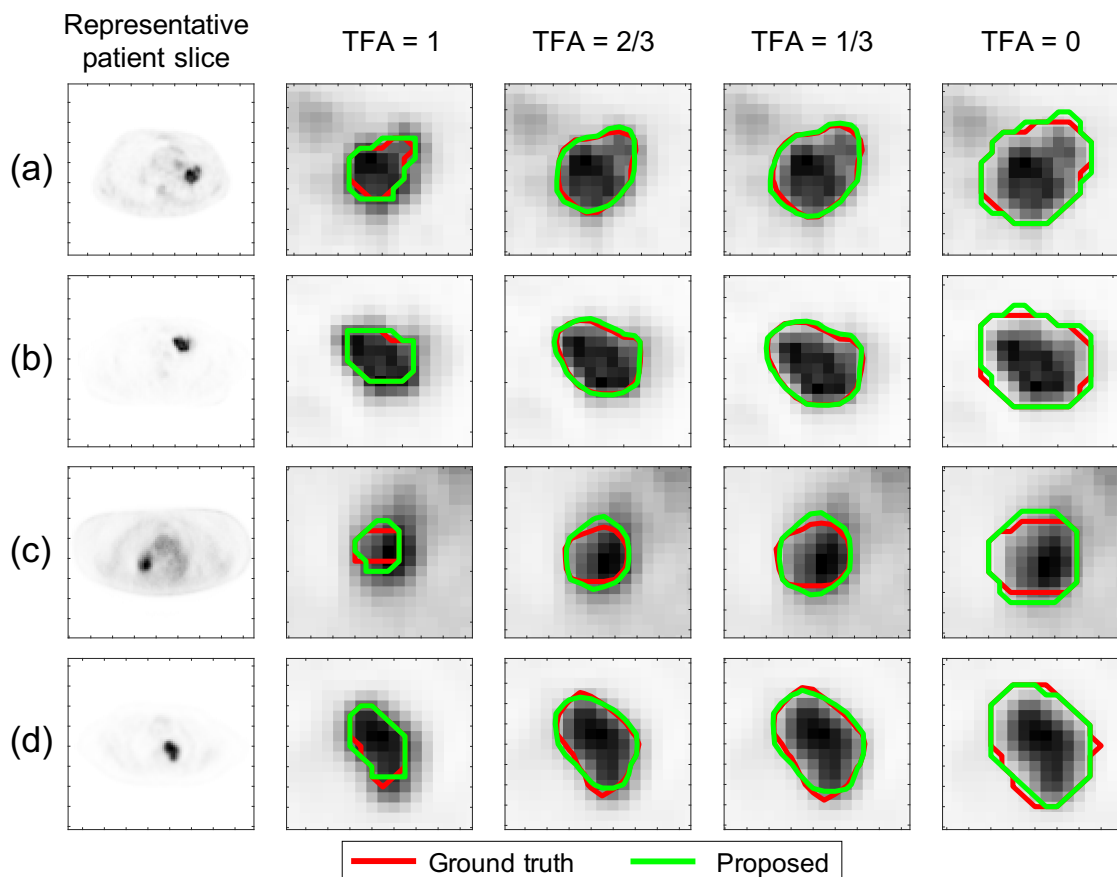 Representative
patient slice
TFA = 1
TFA = 2/3
TFA = 1/3
TFA = 0
(a)
(b)
(c)
(d)
Ground truth
Proposed